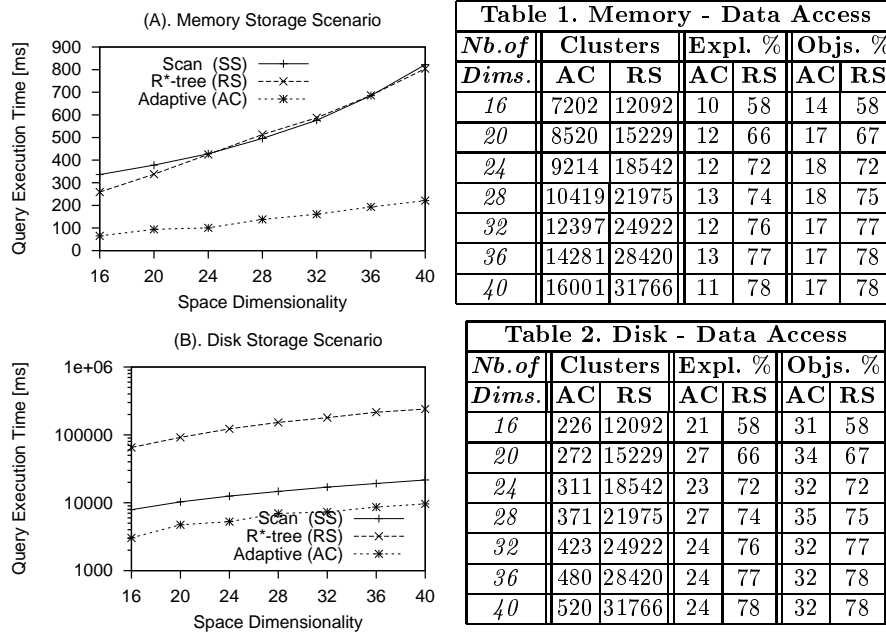 (A). Memory Storage Scenario
Query Execution Time [ms]
900
800
700
600
500
400
300
200
100
0
Scan (SS)
R*-tree (RS)
Adaptive (AC)
16 20 24 28 32 36 40
Space Dimensionality
Table 1. Memory - Data Access
Nb.of Clusters Expl. % Objs. %
Dims. AC RS AC RS AC RS
16 7202 12092 10 58 14 58
20 8520 15229 12 66 17 67
24 9214 18542 12 72 18 72
28 10419 21975 13 74 18 75
32 12397 24922 12 76 17 77
36 14281 28420 13 77 17 78
40 16001 31766 11 78 17 78
(B). Disk Storage Scenario
Query Execution Time [ms]
1e+06
100000
10000
1000
Scan (SS)
R*-tree (RS)
Adaptive (AC)
16 20 24 28 32 36 40
Space Dimensionality
Table 2. Disk - Data Access
Nb.of Clusters Expl. % Objs. %
Dims. AC RS AC RS AC RS
16 226 12092 21 58 31 58
20 272 15229 27 66 34 67
24 311 18542 23 72 32 72
28 371 21975 27 74 35 75
32 423 24922 24 76 32 77
36 480 28420 24 77 32 78
40 520 31766 24 78 32 78